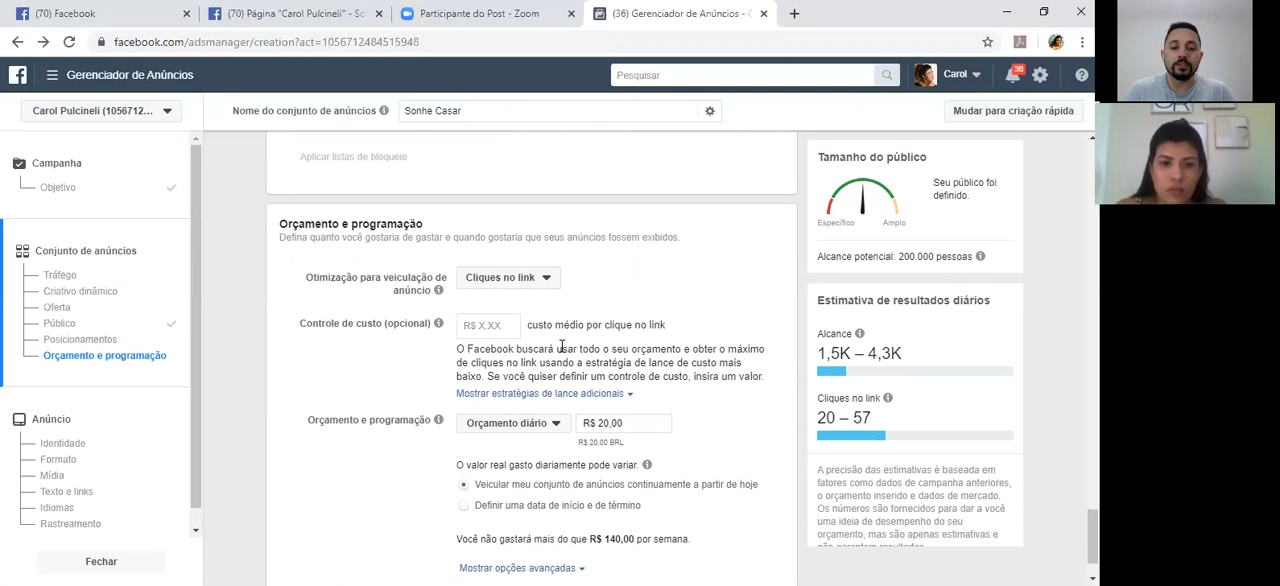 (70) Facebook
(70) Página "Carol Pulcineli" - So
Participante do Post - Zoom
(36) Gerenciador de Anúncios -
facebook.com/adsmanager/creation?act=1056712484515948
Gerenciador de Anúncios
Pesquisar
Carol
36
Carol Pulcineli (1056712...
Nome do conjunto de anúncios
Sonhe Casar
Mudar para criação rápida
Campanha
Objetivo
Conjunto de anúncios
Tráfego
Criativo dinâmico
Oferta
Público
Posicionamentos
Orçamento e programação
Anúncio
Identidade
Formato
Mídia
Texto e links
Idiomas
Rastreamento
Fechar
Aplicar listas de bloqueio
Orçamento e programação
Defina quanto você gostaria de gastar e quando gostaria que seus anúncios fossem exibidos.
Otimização para veiculação de
anúncio
Cliques no link
Controle de custo (opcional)
R$ X.XX
custo médio por clique no link
O Facebook buscará usar todo o seu orçamento e obter o máximo
de cliques no link usando a estratégia de lance de custo mais
baixo. Se você quiser definir um controle de custo, insira um valor.
Mostrar estratégias de lance adicionais
Orçamento e programação
Orçamento diário
R$ 20,00
R$ 20,00 BRL
O valor real gasto diariamente pode variar.
Veicular meu conjunto de anúncios continuamente a partir de hoje
Definir uma data de início e de término
Você não gastará mais do que R$ 140,00 por semana.
Mostrar opções avançadas
Tamanho do público
Seu público foi
definido.
Específico
Amplo
Alcance potencial: 200.000 pessoas
Estimativa de resultados diários
Alcance
1,5K – 4,3K
Cliques no link
20 – 57
A precisão das estimativas é baseada em
fatores como dados de campanha anteriores,
o orçamento inserido e dados de mercado.
Os números são fornecidos para dar a você
uma ideia de desempenho do seu
orçamento, mas são apenas estimativas e
não garantem resultados.